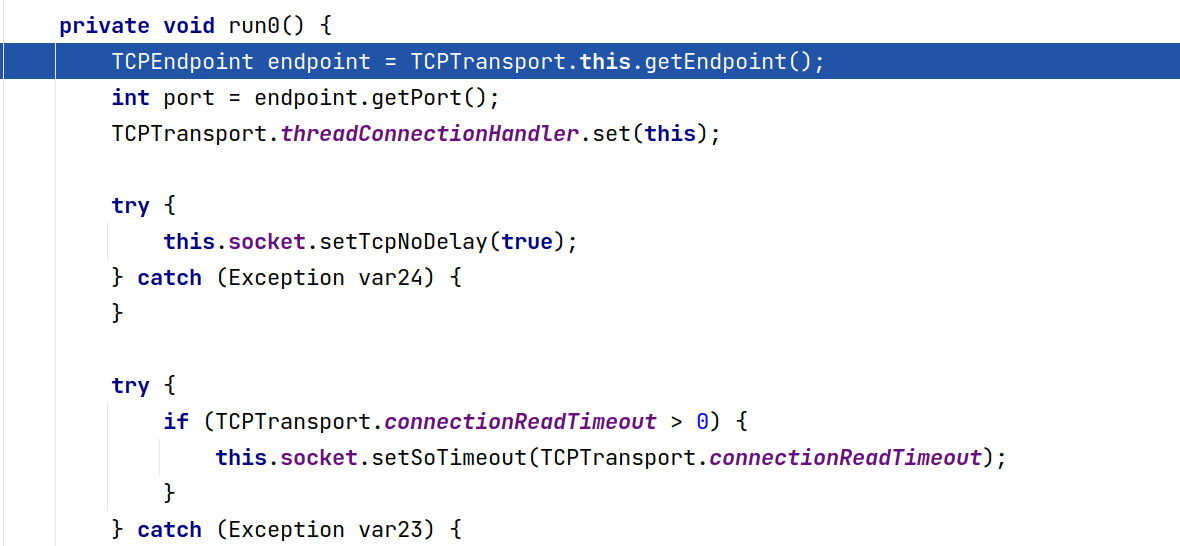 private void run0() {
TCPEndpoint endpoint = TCPTransport.this.getEndpoint();
int port = endpoint.getPort();
TCPTransport.threadConnectionHandler.set(this);
try {
this.socket.setTcpNoDelay(true);
} catch (Exception var24) {
}
try {
if (TCPTransport.connectionReadTimeout > 0) {
this.socket.setSoTimeout(TCPTransport.connectionReadTimeout);
}
} catch (Exception var23) {